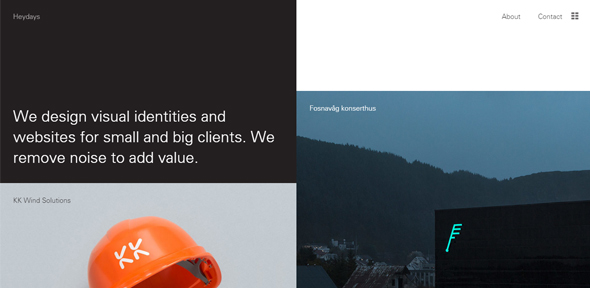 Heydays
About
Contact
We design visual identities and
websites for small and big clients. We
remove noise to add value.
Fosnavåg konserthus
KK Wind Solutions
KK